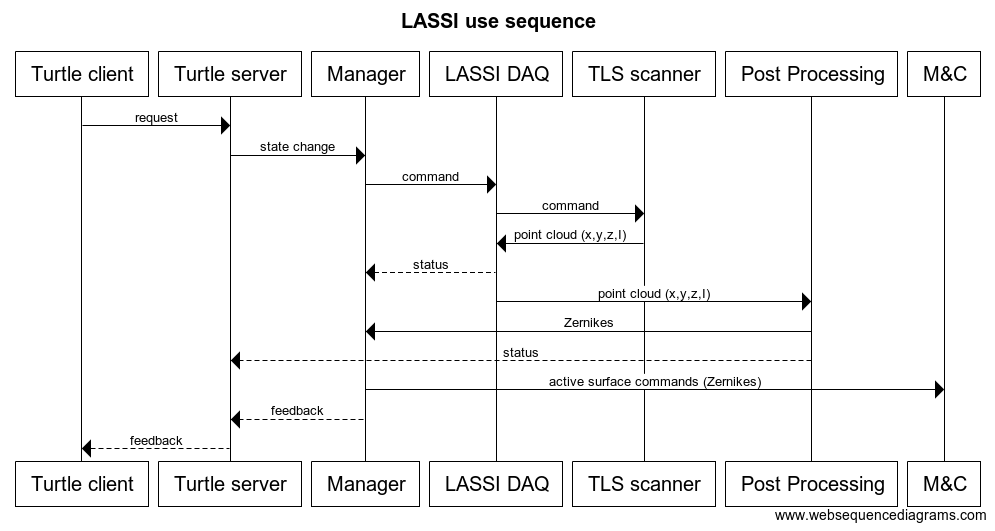 LASSI use sequence
Turtle client Turtle server Manager LASSI DAQ TLS scanner Post Processing M&C
request
state change
command
command
point cloud (x,y,z,I)
status
point cloud (x,y,z,I)
Zernikes
status
active surface commands (Zernikes)
feedback
feedback
Turtle client Turtle server Manager LASSI DAQ TLS scanner Post Processing M&C
www.websequencediagrams.com